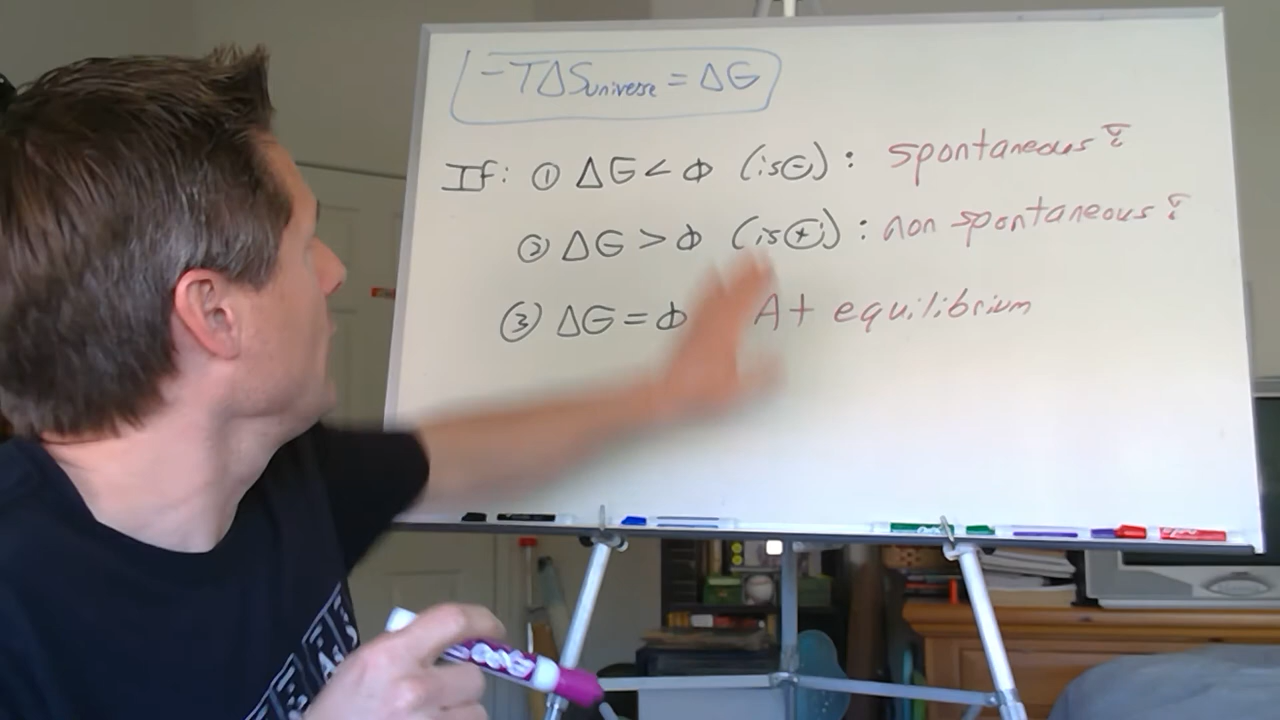 -TΔSuniverse = ΔG
If: ① ΔG < φ (is⊖): spontaneous
② ΔG > φ (is⊕): non spontaneous
③ ΔG = φ At equilibrium